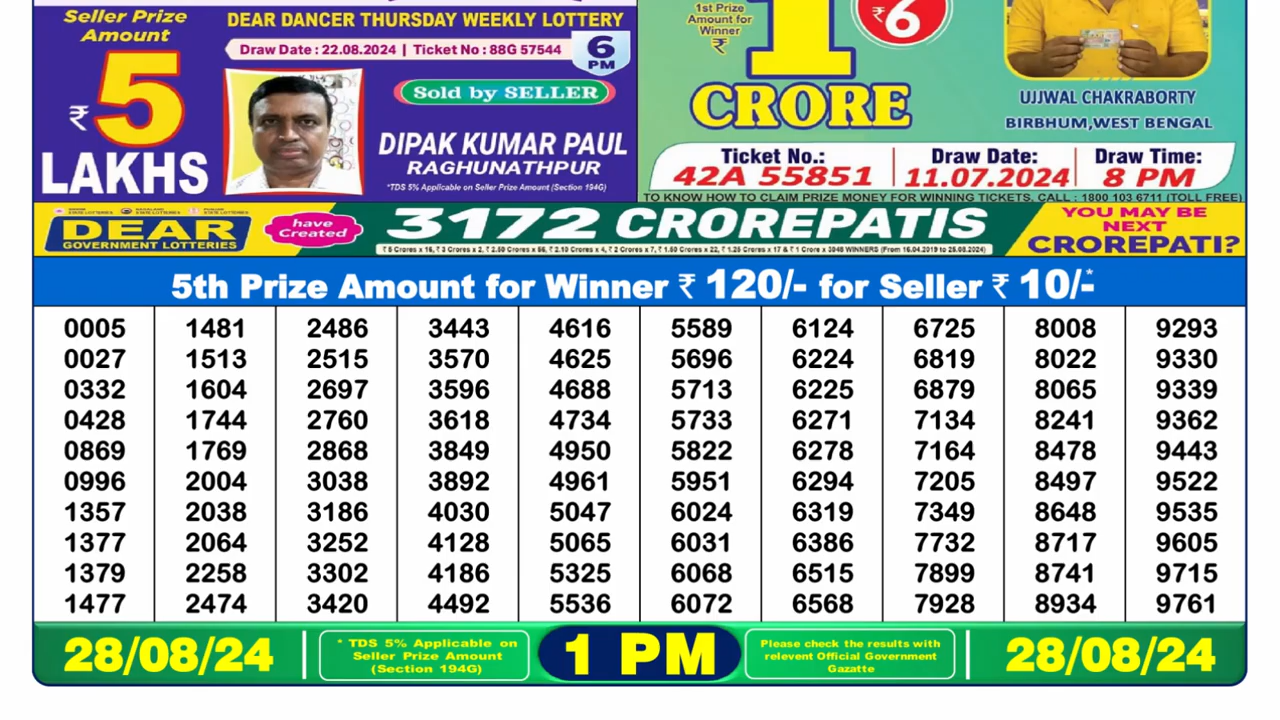 Seller Prize
Amount
₹5
LAKHS
DEAR DANCER THURSDAY WEEKLY LOTTERY
Draw Date : 22.08.2024 | Ticket No : 88G 57544
6
PM
Sold by SELLER
DIPAK KUMAR PAUL
RAGHUNATHPUR
*TDS 5% Applicable on Seller Prize Amount (Section 194G)
1st Prize
Amount for
Winner
₹
1
CRORE
₹6
UJJWAL CHAKRABORTY
BIRBHUM,WEST BENGAL
Ticket No.:
42A 55851
Draw Date:
11.07.2024
Draw Time:
8 PM
TO KNOW HOW TO CLAIM PRIZE MONEY FOR WINNING TICKETS, CALL : 1800 103 6711 (TOLL FREE)
DEAR
GOVERNMENT LOTTERIES
have
Created
3172 CROREPATIS
YOU MAY BE
NEXT
CROREPATI?
5th Prize Amount for Winner ₹ 120/- for Seller ₹ 10/-*
0005 1481 2486 3443 4616 5589 6124 6725 8008 9293
0027 1513 2515 3570 4625 5696 6224 6819 8022 9330
0332 1604 2697 3596 4688 5713 6225 6879 8065 9339
0428 1744 2760 3618 4734 5733 6271 7134 8241 9362
0869 1769 2868 3849 4950 5822 6278 7164 8478 9443
0996 2004 3038 3892 4961 5951 6294 7205 8497 9522
1357 2038 3186 4030 5047 6024 6319 7349 8648 9535
1377 2064 3252 4128 5065 6031 6386 7732 8717 9605
1379 2258 3302 4186 5325 6068 6515 7899 8741 9715
1477 2474 3420 4492 5536 6072 6568 7928 8934 9761
28/08/24
* TDS 5% Applicable on
Seller Prize Amount
(Section 194G)
1 PM
Please check the results with
relevent Official Government
Gazatte
28/08/24